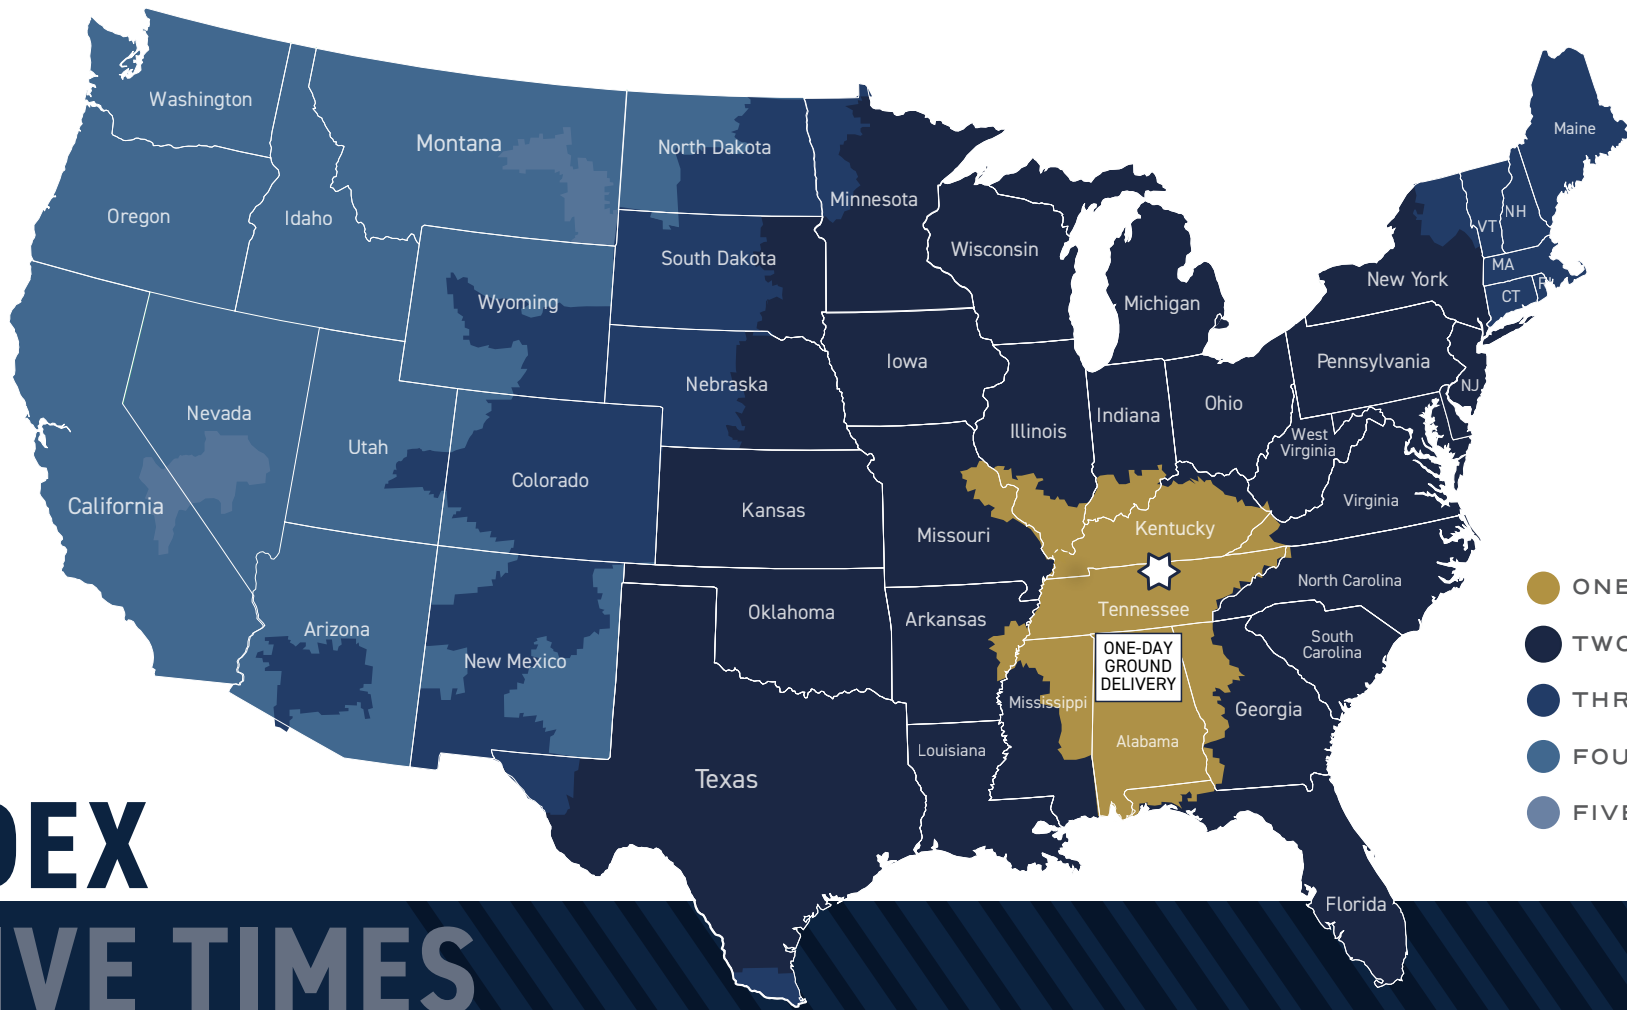 Washington
Montana
North Dakota
Minnesota
Maine
Oregon
Idaho
VT
NH
Wisconsin
South Dakota
MA
New York
CT
Wyoming
Michigan
Iowa
Pennsylvania
Nebraska
NJ
Nevada
Ohio
Indiana
Illinois
West
Virginia
Utah
Colorado
California
Kansas
Virginia
Missouri
Kentucky
North Carolina
ONE
Oklahoma
Tennessee
Arkansas
Arizona
South
Carolina
TWO
ONE-DAY
GROUND
DELIVERY
New Mexico
Mississippi
Georgia
THR
Alabama
Louisiana
FOU
Texas
FIVE
DEX
Florida
IVE TIMES